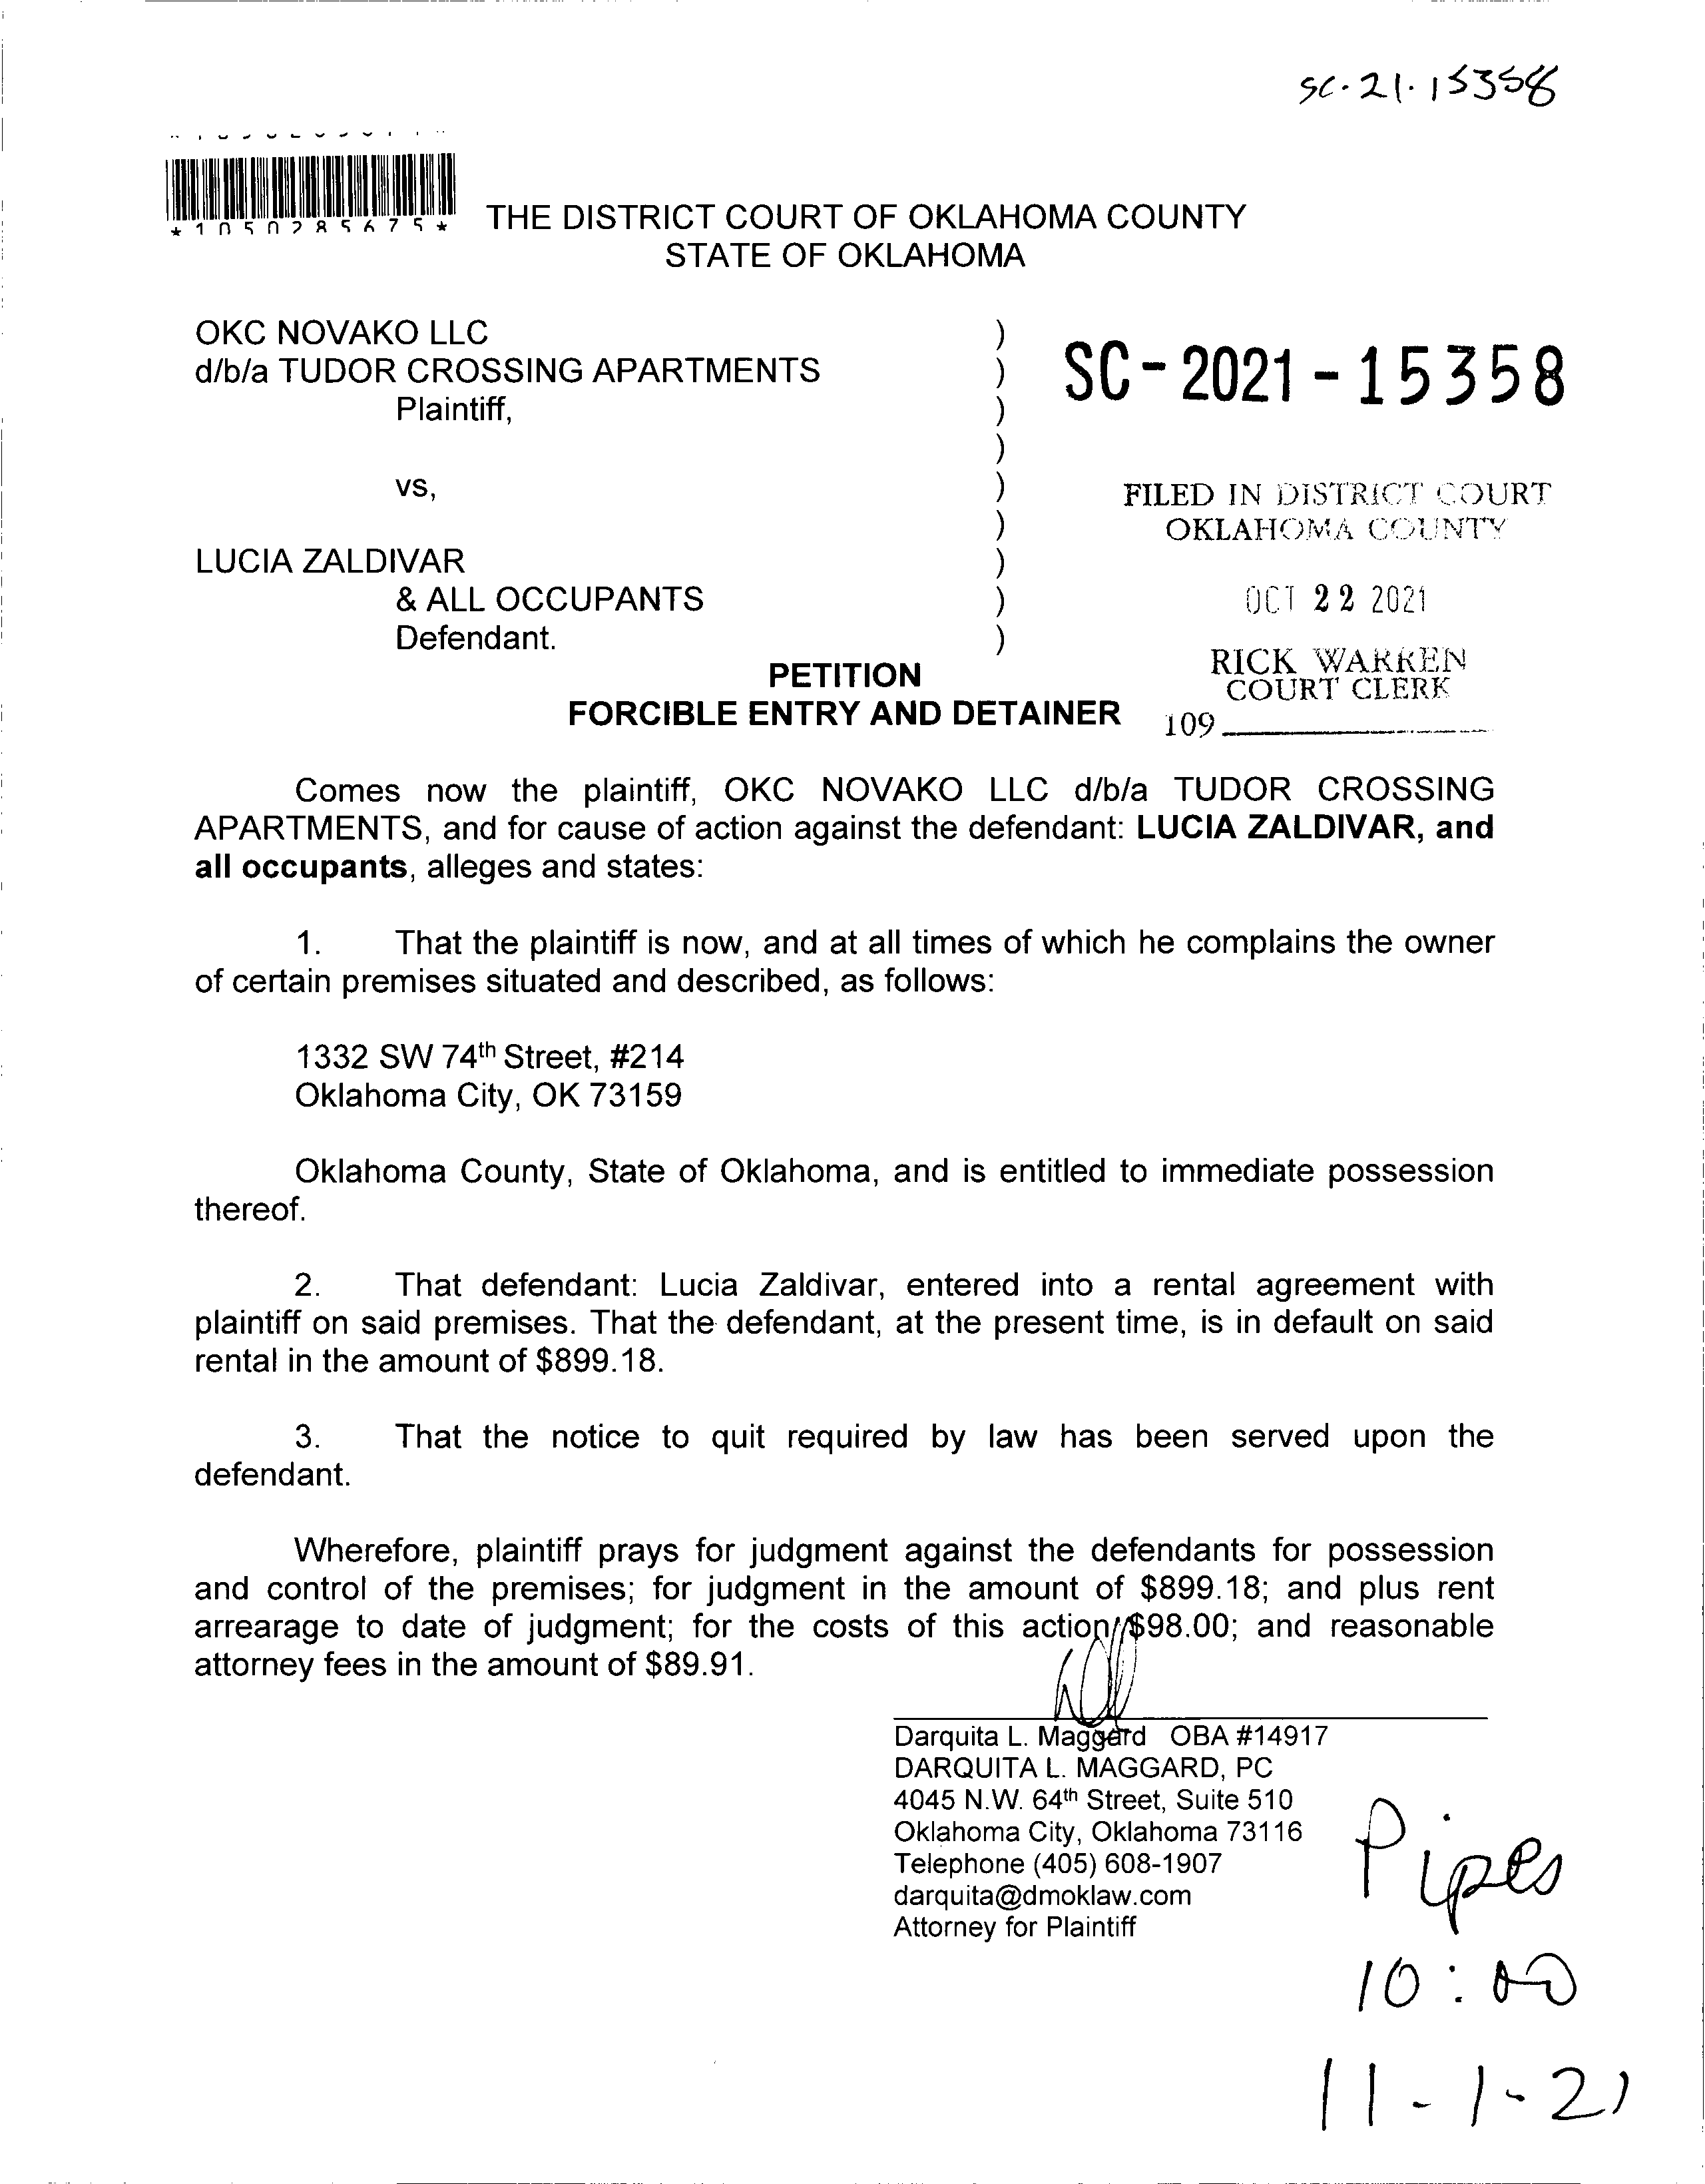 SC-21-15358
*1050285675*
THE DISTRICT COURT OF OKLAHOMA COUNTY
STATE OF OKLAHOMA
OKC NOVAKO LLC )
d/b/a TUDOR CROSSING APARTMENTS )
Plaintiff, )
)
vs, )
)
LUCIA ZALDIVAR )
& ALL OCCUPANTS )
Defendant. )
SC-2021-15358
FILED IN DISTRICT COURT
OKLAHOMA COUNTY
OCT 22 2021
RICK WARREN
COURT CLERK
109
PETITION
FORCIBLE ENTRY AND DETAINER
Comes now the plaintiff, OKC NOVAKO LLC d/b/a TUDOR CROSSING
APARTMENTS, and for cause of action against the defendant: LUCIA ZALDIVAR, and
all occupants, alleges and states:
1. That the plaintiff is now, and at all times of which he complains the owner
of certain premises situated and described, as follows:
1332 SW 74th Street, #214
Oklahoma City, OK 73159
Oklahoma County, State of Oklahoma, and is entitled to immediate possession
thereof.
2. That defendant: Lucia Zaldivar, entered into a rental agreement with
plaintiff on said premises. That the defendant, at the present time, is in default on said
rental in the amount of $899.18.
3. That the notice to quit required by law has been served upon the
defendant.
Wherefore, plaintiff prays for judgment against the defendants for possession
and control of the premises; for judgment in the amount of $899.18; and plus rent
arrearage to date of judgment; for the costs of this action $98.00; and reasonable
attorney fees in the amount of $89.91.
Darquita L. Maggard OBA #14917
DARQUITA L. MAGGARD, PC
4045 N.W. 64th Street, Suite 510
Oklahoma City, Oklahoma 73116
Telephone (405) 608-1907
darquita@dmoklaw.com
Attorney for Plaintiff
Pipes
10:00
11-1-21